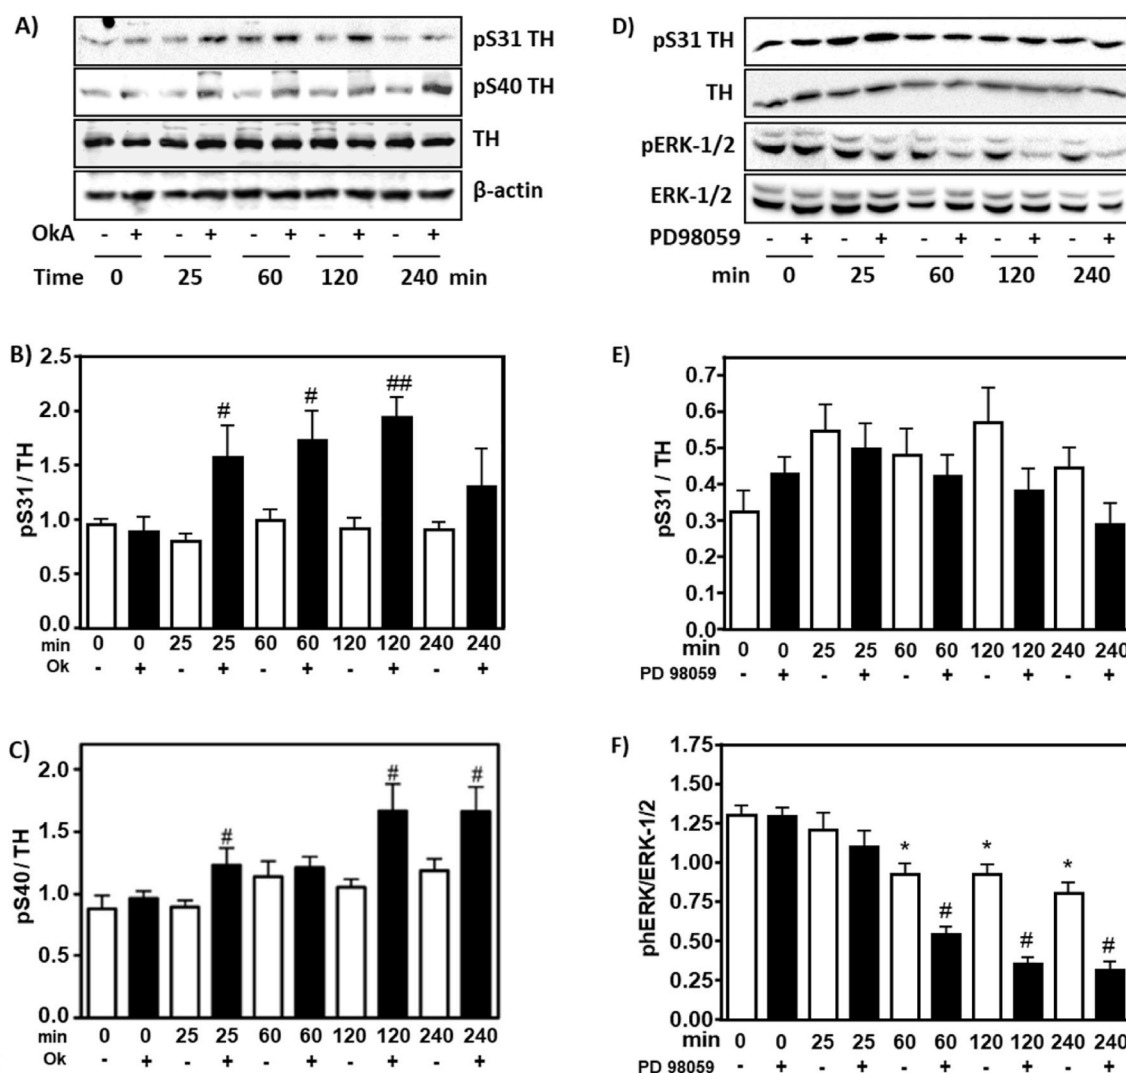 A)
pS31 TH
pS40 TH
TH
β-actin
OkA - + - + - + - + - +
Time 0 25 60 120 240 min
D)
pS31 TH
TH
pERK-1/2
ERK-1/2
PD98059 - + - + - + - + - +
min 0 25 60 120 240
B)
pS31/TH
2.5
2.0
1.5
1.0
0.5
0.0
# # ##
min 0 0 25 25 60 60 120 120 240 240
Ok - + - + - + - + - +
E)
pS31 / TH
0.7
0.6
0.5
0.4
0.3
0.2
0.1
0.0
min 0 0 25 25 60 60 120 120 240 240
PD 98059 - + - + - + - + - +
C)
pS40/TH
2.0
1.5
1.0
0.5
0.0
# # #
min 0 0 25 25 60 60 120 120 240 240
Ok - + - + - + - + - +
F)
phERK/ERK-1/2
1.75
1.50
1.25
1.00
0.75
0.50
0.25
0.00
* # * # * #
min 0 0 25 25 60 60 120 120 240 240
PD 98059 - + - + - + - + - +